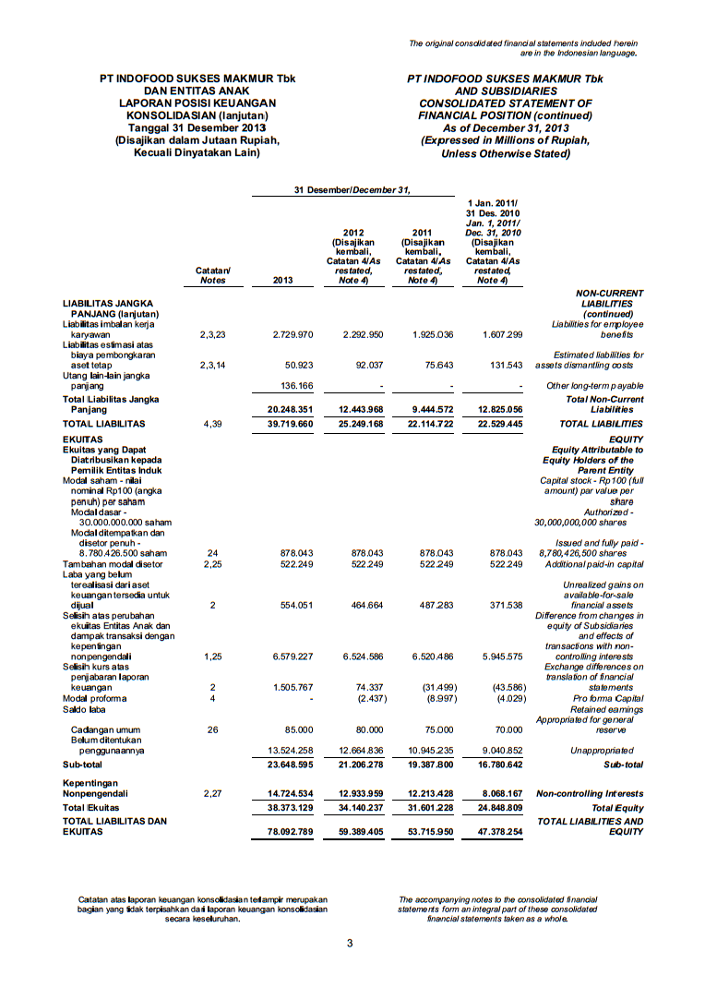 The original consolidated financial statements included herein
are in the Indonesian language.
PT INDOFOOD SUKSES MAKMUR Tbk
DAN ENTITAS ANAK
LAPORAN POSISI KEUANGAN
KONSOLIDASIAN (lanjutan)
Tanggal 31 Desember 2013
(Disajikan dalam Jutaan Rupiah,
Kecuali Dinyatakan Lain)
PT INDOFOOD SUKSES MAKMUR Tbk
AND SUBSIDIARIES
CONSOLIDATED STATEMENT OF
FINANCIAL POSITION (continued)
As of December 31, 2013
(Expressed in Millions of Rupiah,
Unless Otherwise Stated)
31 Desember/December 31,
Catatan/
Notes
2013
2012
(Disajikan
kembali,
Catatan 4/As
restated,
Note 4)
2011
(Disajikan
kembali,
Catatan 4/As
restated,
Note 4)
1 Jan. 2011/
31 Des. 2010
Jan. 1, 2011/
Dec. 31, 2010
(Disajikan
kembali,
Catatan 4/As
restated,
Note 4)
NON-CURRENT
LIABILITAS JANGKA LIABILITIES
PANJANG (lanjutan) (continued)
Liabilitas imbalan kerja Liabilities for employee
karyawan 2,3,23 2.729.970 2.292.950 1.925.036 1.607.299 benefits
Liabilitas estimasi atas
biaya pembongkaran Estimated liabilities for
aset tetap 2,3,14 50.923 92.037 75.643 131.543 assets dismantling costs
Utang lain-lain jangka
panjang 136.166 - - - Other long-term payable
Total Liabilitas Jangka Total Non-Current
Panjang 20.248.351 12.443.968 9.444.572 12.825.056 Liabilities
TOTAL LIABILITAS 4,39 39.719.660 25.249.168 22.114.722 22.529.445 TOTAL LIABILITIES
EKUITAS EQUITY
Ekuitas yang Dapat Equity Attributable to
Diatribusikan kepada Equity Holders of the
Pemilik Entitas Induk Parent Entity
Modal saham - nilai Capital stock - Rp100 (full
nominal Rp100 (angka amount) par value per
penuh) per saham share
Modal dasar - Authorized -
30.000.000.000 saham 30,000,000,000 shares
Modal ditempatkan dan
disetor penuh - Issued and fully paid -
8.780.426.500 saham 24 878.043 878.043 878.043 878.043 8,780,426,500 shares
Tambahan modal disetor 2,25 522.249 522.249 522.249 522.249 Additional paid-in capital
Laba yang belum
terealisasi dari aset Unrealized gains on
keuangan tersedia untuk available-for-sale
dijual 2 554.051 464.664 487.283 371.538 financial assets
Selisih atas perubahan Difference from changes in
ekuitas Entitas Anak dan equity of Subsidiaries
dampak transaksi dengan and effects of
kepentingan transactions with non-
nonpengendali 1,25 6.579.227 6.524.586 6.520.486 5.945.575 controlling interests
Selisih kurs atas Exchange differences on
penjabaran laporan translation of financial
keuangan 2 1.505.767 74.337 (31.499) (43.586) statements
Modal proforma 4 - (2.437) (8.997) (4.029) Pro forma Capital
Saldo laba Retained earnings
Appropriated for general
Cadangan umum 26 85.000 80.000 75.000 70.000 reserve
Belum ditentukan
penggunaannya 13.524.258 12.664.836 10.945.235 9.040.852 Unappropriated
Sub-total 23.648.595 21.206.278 19.387.800 16.780.642 Sub-total
Kepentingan
Nonpengendali 2,27 14.724.534 12.933.959 12.213.428 8.068.167 Non-controlling Interests
Total Ekuitas 38.373.129 34.140.237 31.601.228 24.848.809 Total Equity
TOTAL LIABILITAS DAN TOTAL LIABILITIES AND
EKUITAS 78.092.789 59.389.405 53.715.950 47.378.254 EQUITY
Catatan atas laporan keuangan konsolidasian terlampir merupakan
bagian yang tidak terpisahkan dari laporan keuangan konsolidasian
secara keseluruhan.
The accompanying notes to the consolidated financial
statements form an integral part of these consolidated
financial statements taken as a whole.
3